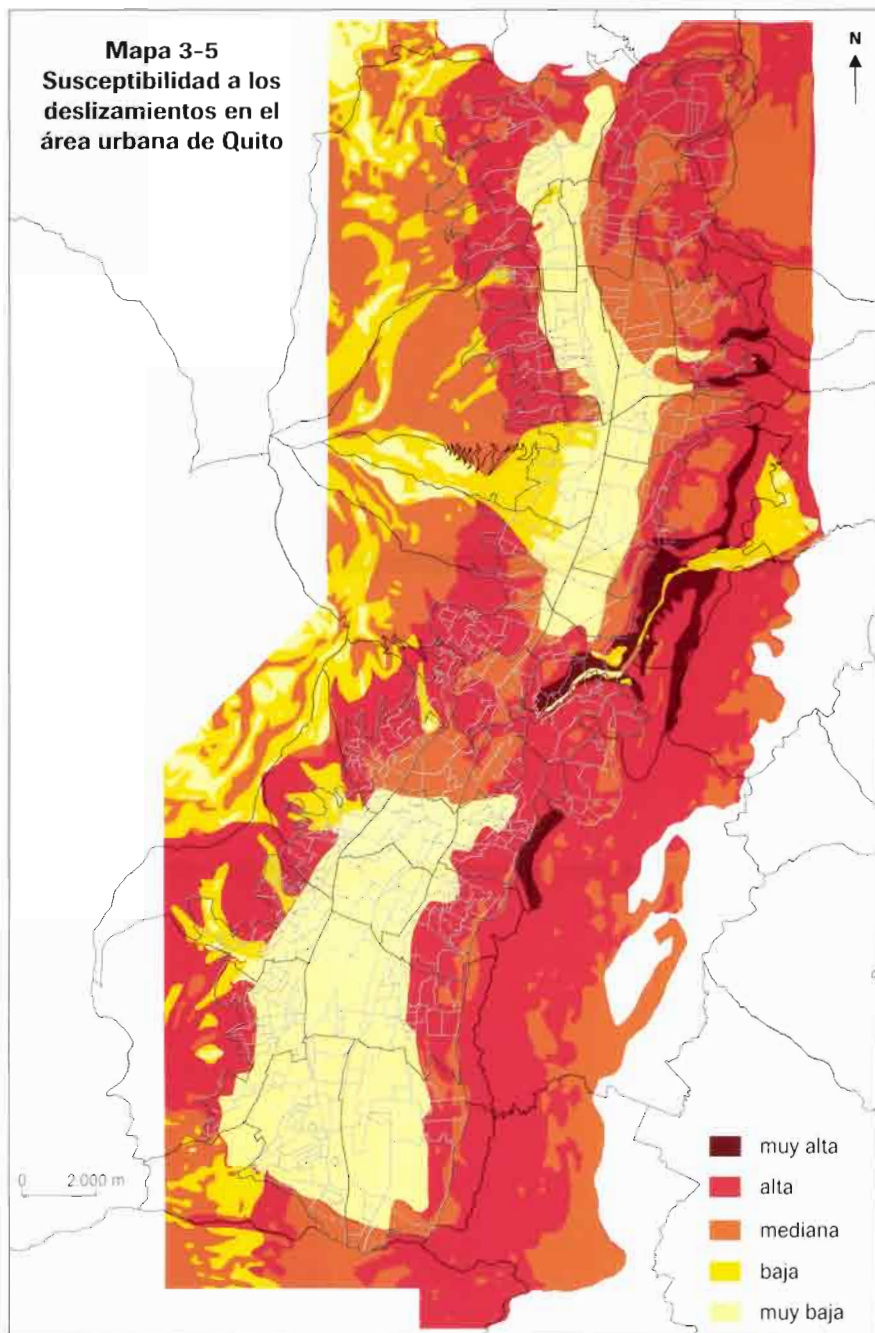 Mapa 3-5
Susceptibilidad a los
deslizamientos en el
área urbana de Quito
N
muy alta
alta
mediana
baja
muy baja
0 2.000 m